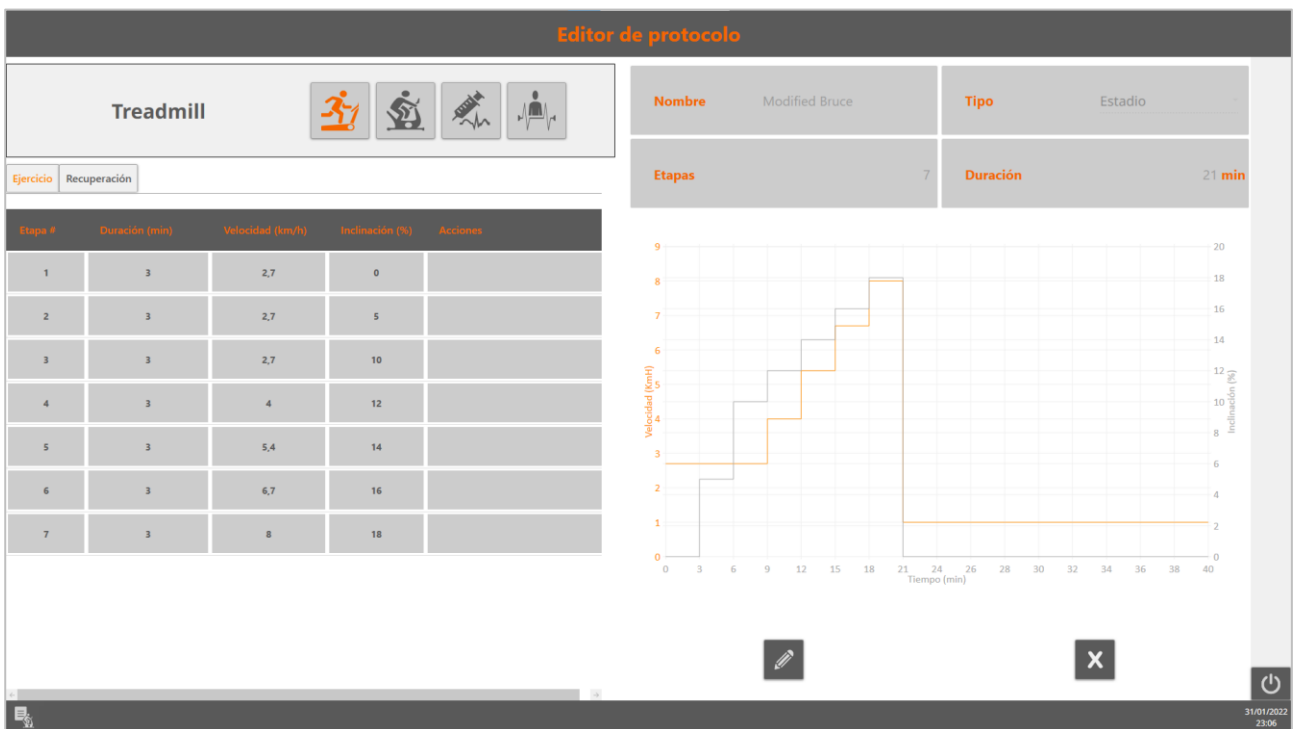 Editor de protocolo
Treadmill
Nombre Modified Bruce
Tipo Estadio
Etapas 7
Duración 21 min
Ejercicio Recuperación
Etapa # Duración (min) Velocidad (km/h) Inclinación (%) Acciones
1 3 2,7 0
2 3 2,7 5
3 3 2,7 10
4 3 4 12
5 3 5,4 14
6 3 6,7 16
7 3 8 18
9 20
8 18
7 16
14
6
12
5 10
4
8
3 6
2 4
1 2
0 0
Velocidad (KmH)
Inclinación (%)
0 3 6 9 12 15 18 21 24 26 28 30 32 34 36 38 40
Tiempo (min)
31/01/2022
23:06